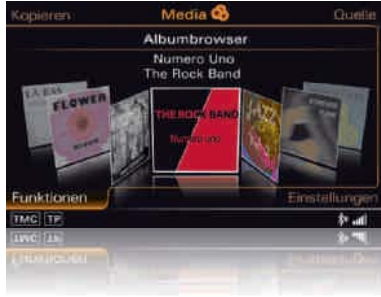 Kopieren Media Quelle
Albumbrowser
Numero Uno
The Rock Band
FLOWER
THE ROCK BAND
Numero uno
Funktionen Einstellungen
TMC TP